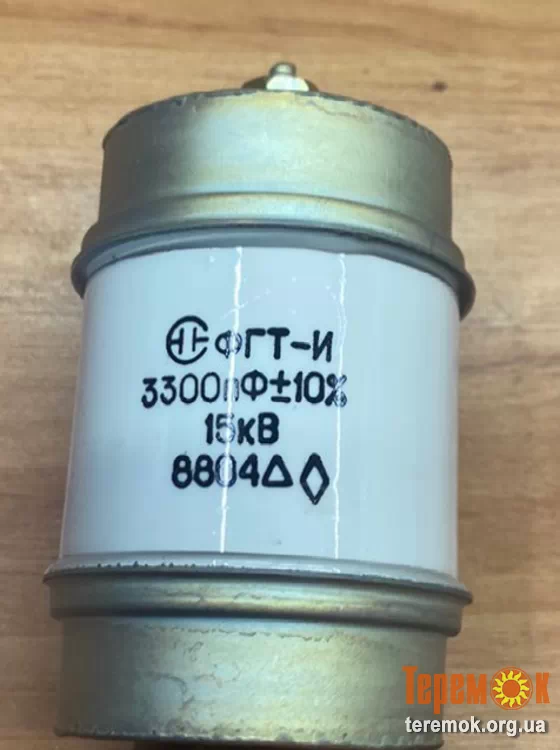 ФГТ-И
3300пФ±10%
15кВ
8804Δ◊
ТеремОк
teremok.org.ua